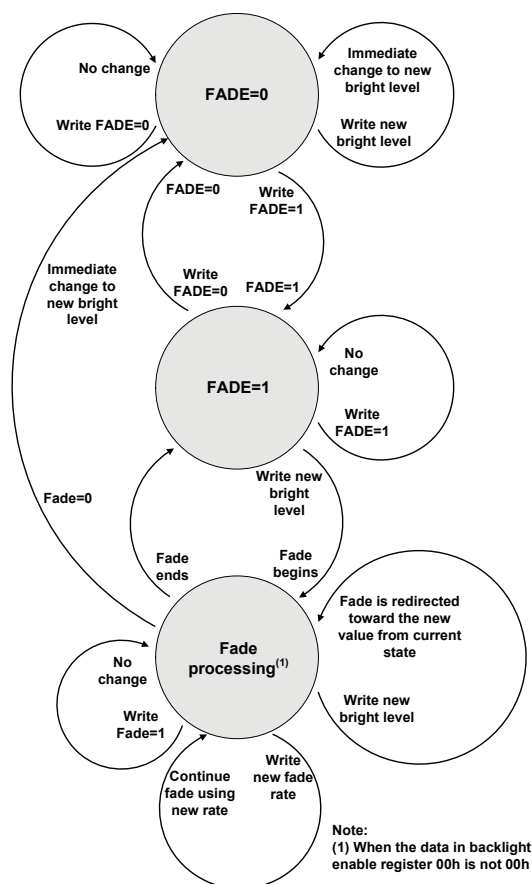 No change
Write FADE=0
FADE=0
Immediate
change to new
bright level
Write new
bright level
FADE=0
Write
FADE=1
Immediate
change to
new bright
level
Write
FADE=0
FADE=1
FADE=1
No
change
Write
FADE=1
Write new
bright
level
Fade=0
Fade
ends
Fade
begins
Fade is redirected
toward the new
value from current
state
Fade
processing(1)
No
change
Write
Fade=1
Write new
bright level
Continue
fade using
new rate
Write
new fade
rate
Note:
(1) When the data in backlight
enable register 00h is not 00h